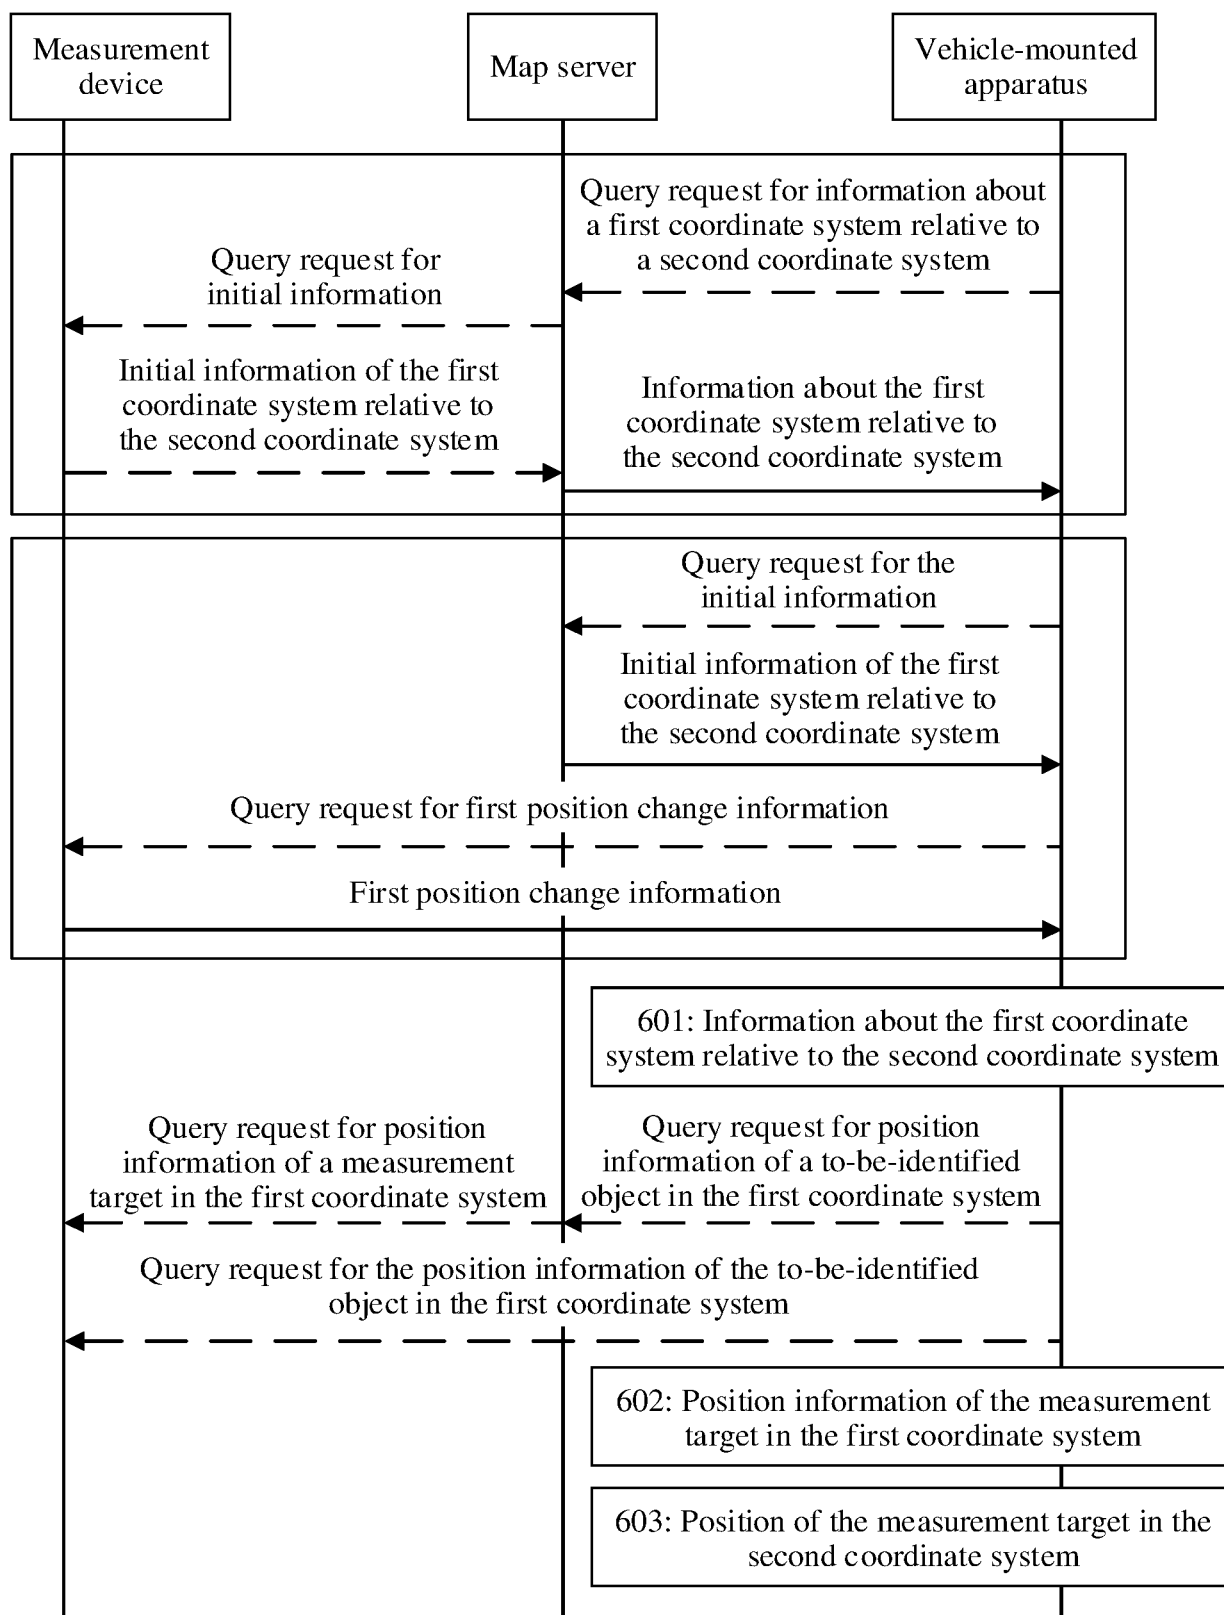 Measurement
device
Map server
Vehicle-mounted
apparatus
Query request for information about
a first coordinate system relative to
a second coordinate system
Query request for
initial information
Initial information of the first
coordinate system relative to
the second coordinate system
Information about the first
coordinate system relative to
the second coordinate system
Query request for the
initial information
Initial information of the first
coordinate system relative to
the second coordinate system
Query request for first position change information
First position change information
601: Information about the first coordinate
system relative to the second coordinate system
Query request for position
information of a measurement
target in the first coordinate system
Query request for position
information of a to-be-identified
object in the first coordinate system
Query request for the position information of the to-be-identified
object in the first coordinate system
602: Position information of the measurement
target in the first coordinate system
603: Position of the measurement target in the
second coordinate system